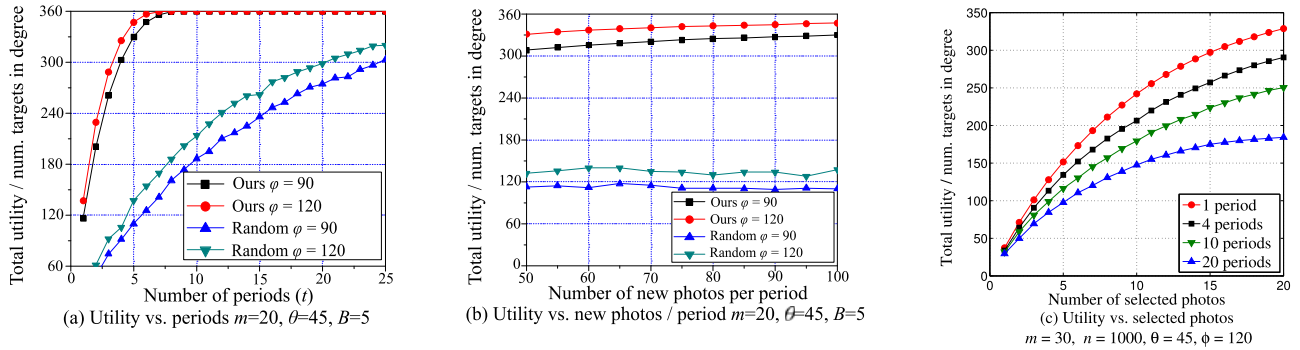 Total utility / num. targets in degree
360
300
240
180
120
60
0
5
10
15
20
25
Ours φ = 90
Ours φ = 120
Random φ = 90
Random φ = 120
Number of periods (t)
(a) Utility vs. periods m=20, θ=45, B=5
Total utility / num. targets in degree
360
300
240
180
120
60
0
50
60
70
80
90
100
Ours φ = 90
Ours φ = 120
Random φ = 90
Random φ = 120
Number of new photos per period
(b) Utility vs. new photos / period m=20, θ=45, B=5
Total utility / num. targets in degree
350
300
250
200
150
100
50
0
0
5
10
15
20
1 period
4 periods
10 periods
20 periods
Number of selected photos
(c) Utility vs. selected photos
m = 30, n = 1000, θ = 45, ϕ = 120